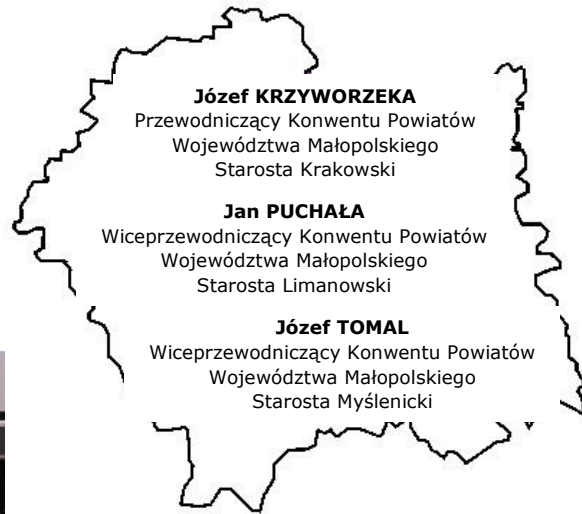 Józef KRZYWORZEKA
Przewodniczący Konwentu Powiatów
Województwa Małopolskiego
Starosta Krakowski
Jan PUCHAŁA
Wiceprzewodniczący Konwentu Powiatów
Województwa Małopolskiego
Starosta Limanowski
Józef TOMAL
Wiceprzewodniczący Konwentu Powiatów
Województwa Małopolskiego
Starosta Myślenicki